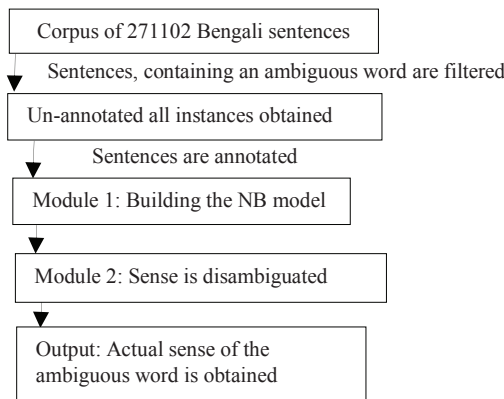 Corpus of 271102 Bengali sentences
Sentences, containing an ambiguous word are filtered
Un-annotated all instances obtained
Sentences are annotated
Module 1: Building the NB model
Module 2: Sense is disambiguated
Output: Actual sense of the
ambiguous word is obtained